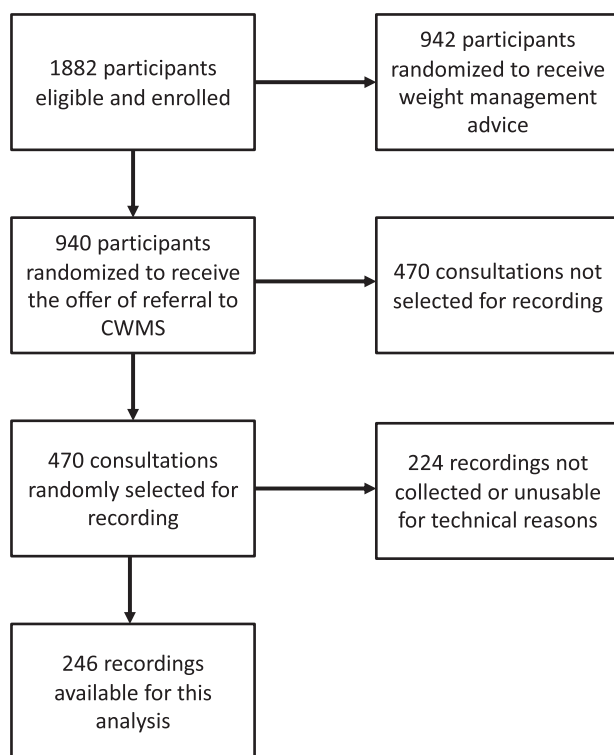 1882 participants
eligible and enrolled
942 participants
randomized to receive
weight management
advice
940 participants
randomized to receive
the offer of referral to
CWMS
470 consultations not
selected for recording
470 consultations
randomly selected for
recording
224 recordings not
collected or unusable
for technical reasons
246 recordings
available for this
analysis